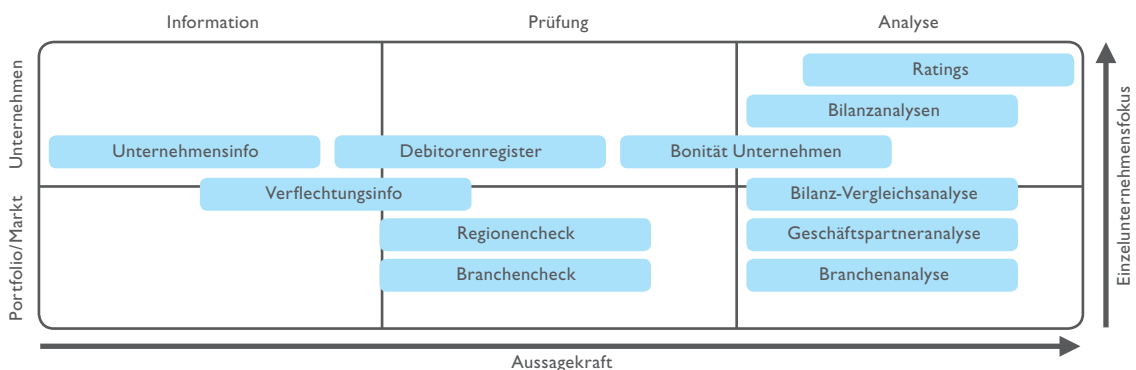 Information
Prüfung
Analyse
Unternehmen
Ratings
Bilanzanalysen
Unternehmensinfo
Debitorenregister
Bonität Unternehmen
Einzelunternehmensfokus
Portfolio/Markt
Verflechtungsinfo
Bilanz-Vergleichsanalyse
Regionencheck
Geschäftspartneranalyse
Branchencheck
Branchenanalyse
Aussagekraft